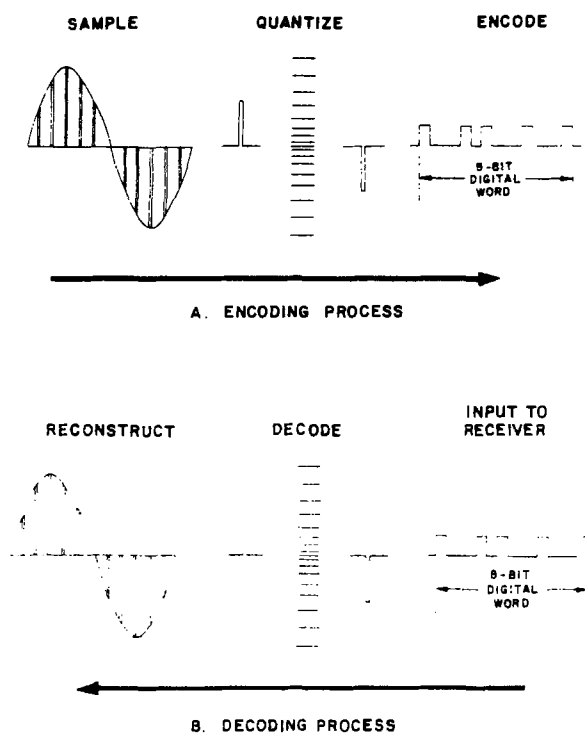 SAMPLE QUANTIZE ENCODE
8-BIT
DIGITAL
WORD
A. ENCODING PROCESS
INPUT TO
RECONSTRUCT DECODE RECEIVER
8-BIT
DIGITAL
WORD
B. DECODING PROCESS